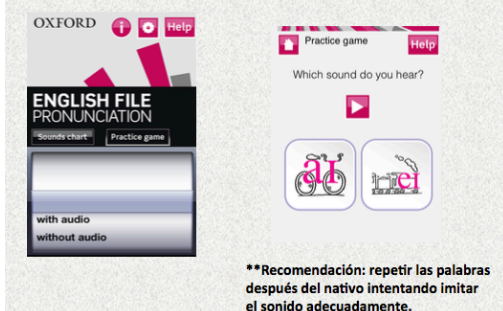 OXFORD
i
Help
ENGLISH FILE
PRONUNCIATION
Sounds chart
Practice game
with audio
without audio
Practice game
Help
Which sound do you hear?
aɪ
eɪ
**Recomendación: repetir las palabras
después del nativo intentando imitar
el sonido adecuadamente.